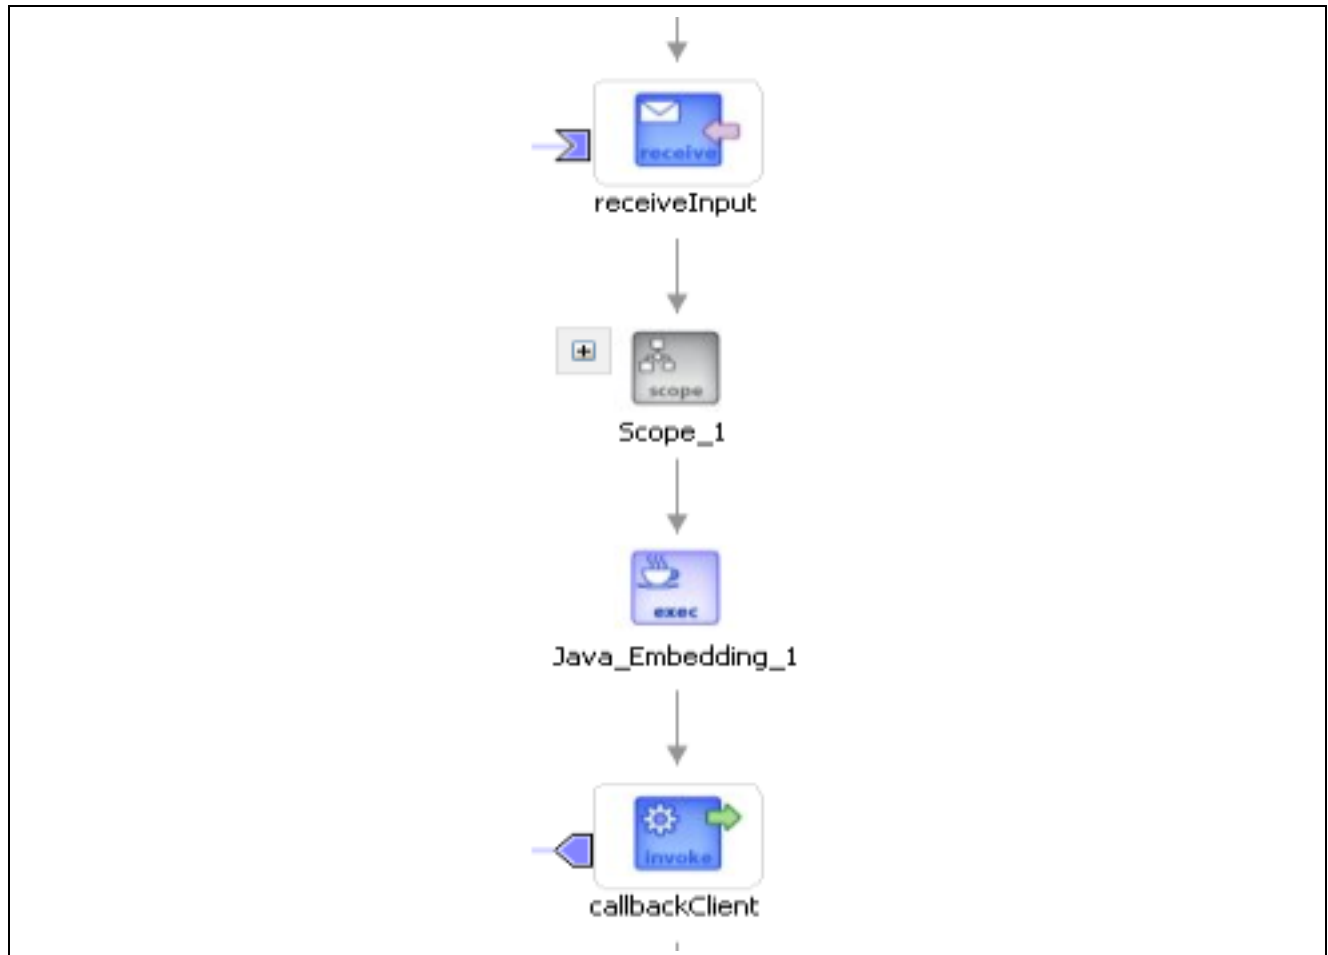 receive
receiveInput
scope
Scope_1
exec
Java_Embedding_1
invoke
callbackClient